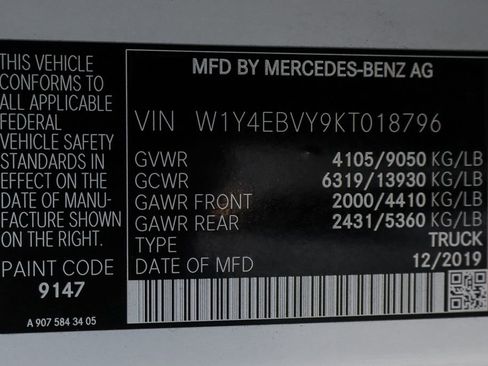 THIS VEHICLE
CONFORMS TO
ALL APPLICABLE
FEDERAL
VEHICLE SAFETY
STANDARDS IN
EFFECT ON THE
DATE OF MANU-
FACTURE SHOWN
ON THE RIGHT.
PAINT CODE
9147
A 907 584 34 05
MFD BY MERCEDES-BENZ AG
VIN W1Y4EBVY9KT018796
GVWR 4105/9050 KG/LB
GCWR 6319/13930 KG/LB
GAWR FRONT 2000/4410 KG/LB
GAWR REAR 2431/5360 KG/LB
TYPE TRUCK
DATE OF MFD 12/2019